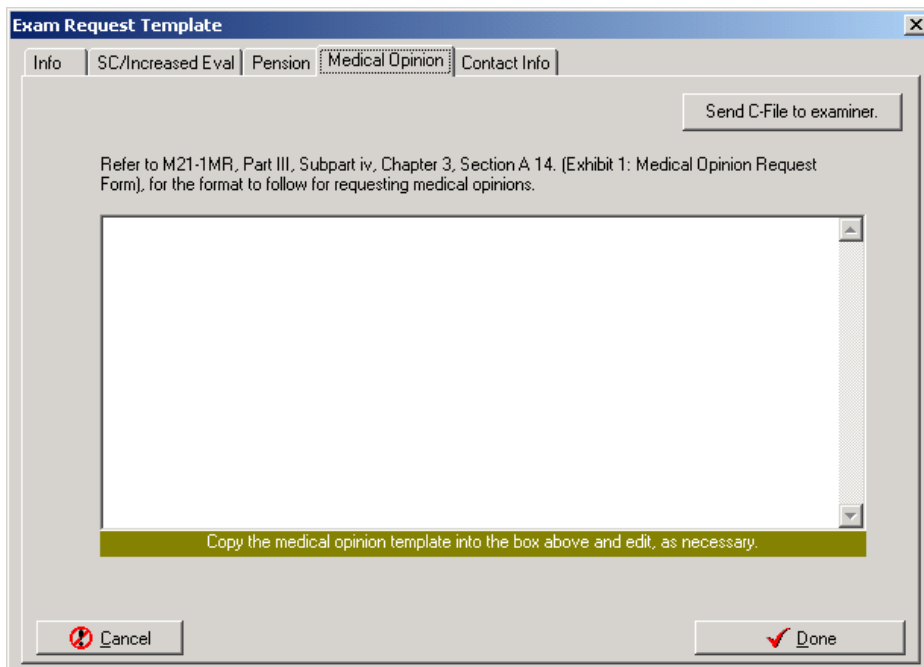 Exam Request Template
Info SC/Increased Eval Pension Medical Opinion Contact Info
Send C-File to examiner.
Refer to M21-1MR, Part III, Subpart iv, Chapter 3, Section A 14. (Exhibit 1: Medical Opinion Request
Form), for the format to follow for requesting medical opinions.
Copy the medical opinion template into the box above and edit, as necessary.
Cancel Done